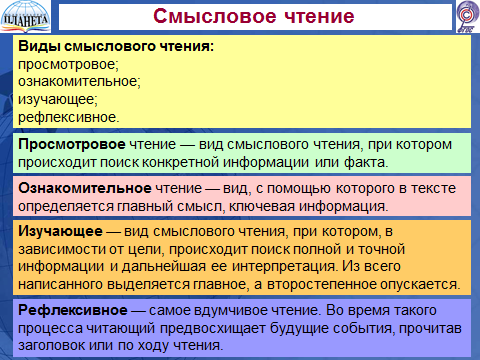 Смысловое чтение
ПЛАНЕТА
ФГОС
Виды смыслового чтения:
просмотровое;
ознакомительное;
изучающее;
рефлексивное.
Просмотровое чтение — вид смыслового чтения, при котором
происходит поиск конкретной информации или факта.
Ознакомительное чтение — вид, с помощью которого в тексте
определяется главный смысл, ключевая информация.
Изучающее — вид смыслового чтения, при котором, в
зависимости от цели, происходит поиск полной и точной
информации и дальнейшая ее интерпретация. Из всего
написанного выделяется главное, а второстепенное опускается.
Рефлексивное — самое вдумчивое чтение. Во время такого
процесса читающий предвосхищает будущие события, прочитав
заголовок или по ходу чтения.